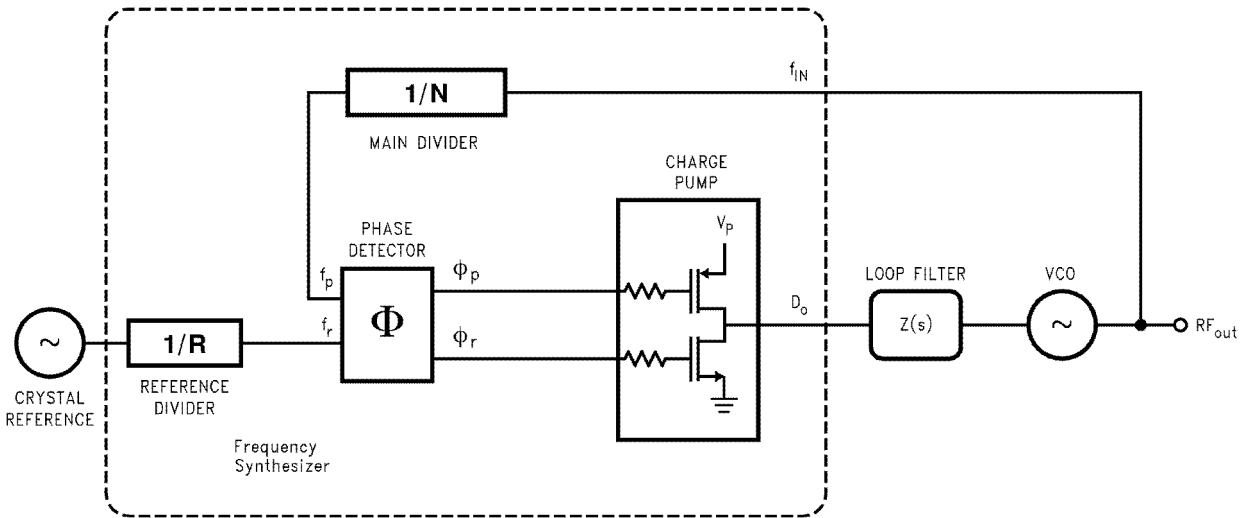 f_IN
1/N
MAIN DIVIDER
CHARGE
PUMP
V_P
PHASE
DETECTOR
f_p
Φ
f_r
ϕ_p
ϕ_r
D_o
LOOP FILTER
Z(s)
VCO
~
RF_out
~
CRYSTAL
REFERENCE
1/R
REFERENCE
DIVIDER
Frequency
Synthesizer